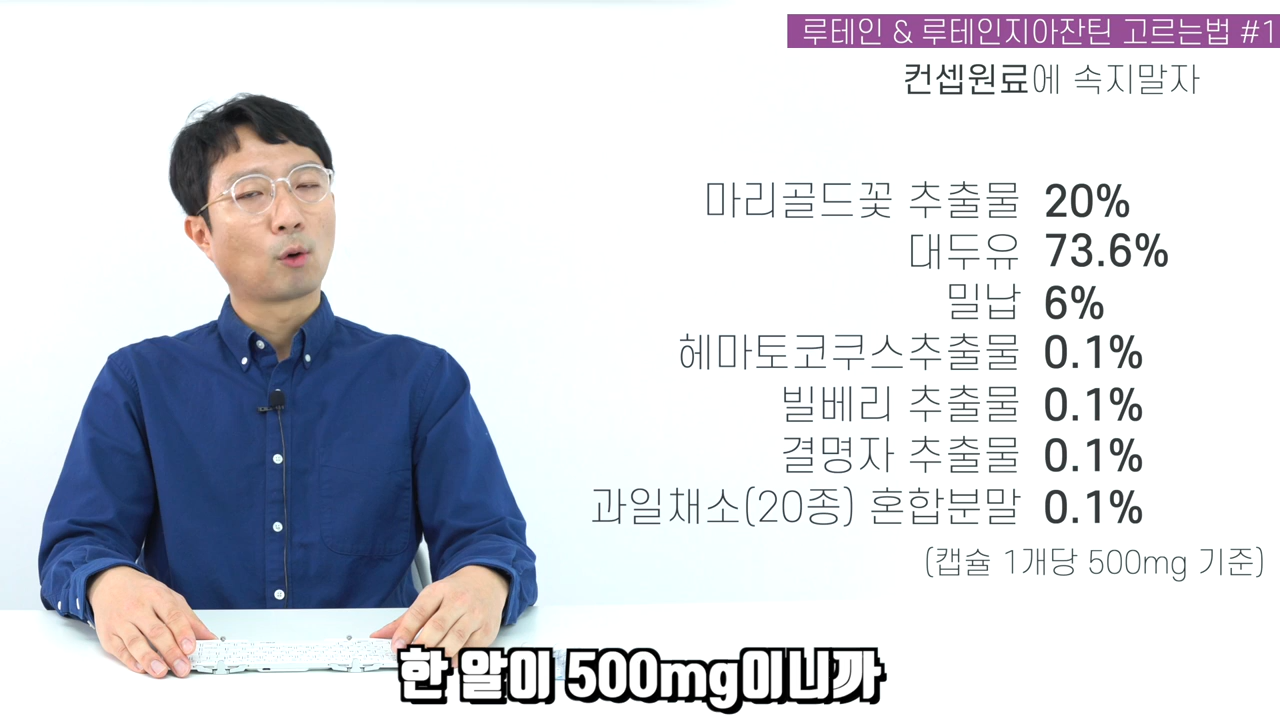 루테인 & 루테인지아잔틴 고르는법 #1
컨셉원료에 속지말자
마리골드꽃 추출물 20%
대두유 73.6%
밀납 6%
헤마토코쿠스추출물 0.1%
빌베리 추출물 0.1%
결명자 추출물 0.1%
과일채소(20종) 혼합분말 0.1%
(캡슐 1개당 500mg 기준)
한 알이 500mg이니까